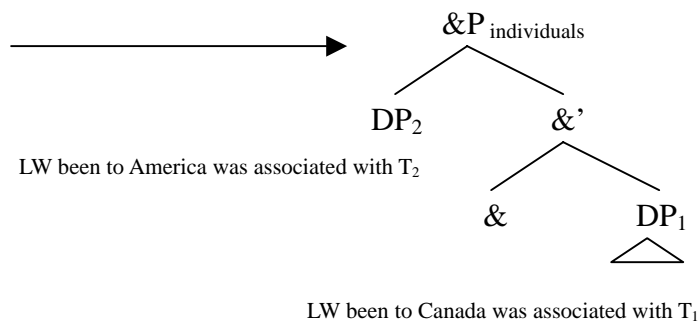 &P individuals
DP₂ &’
LW been to America was associated with T₂
& DP₁
LW been to Canada was associated with T₁